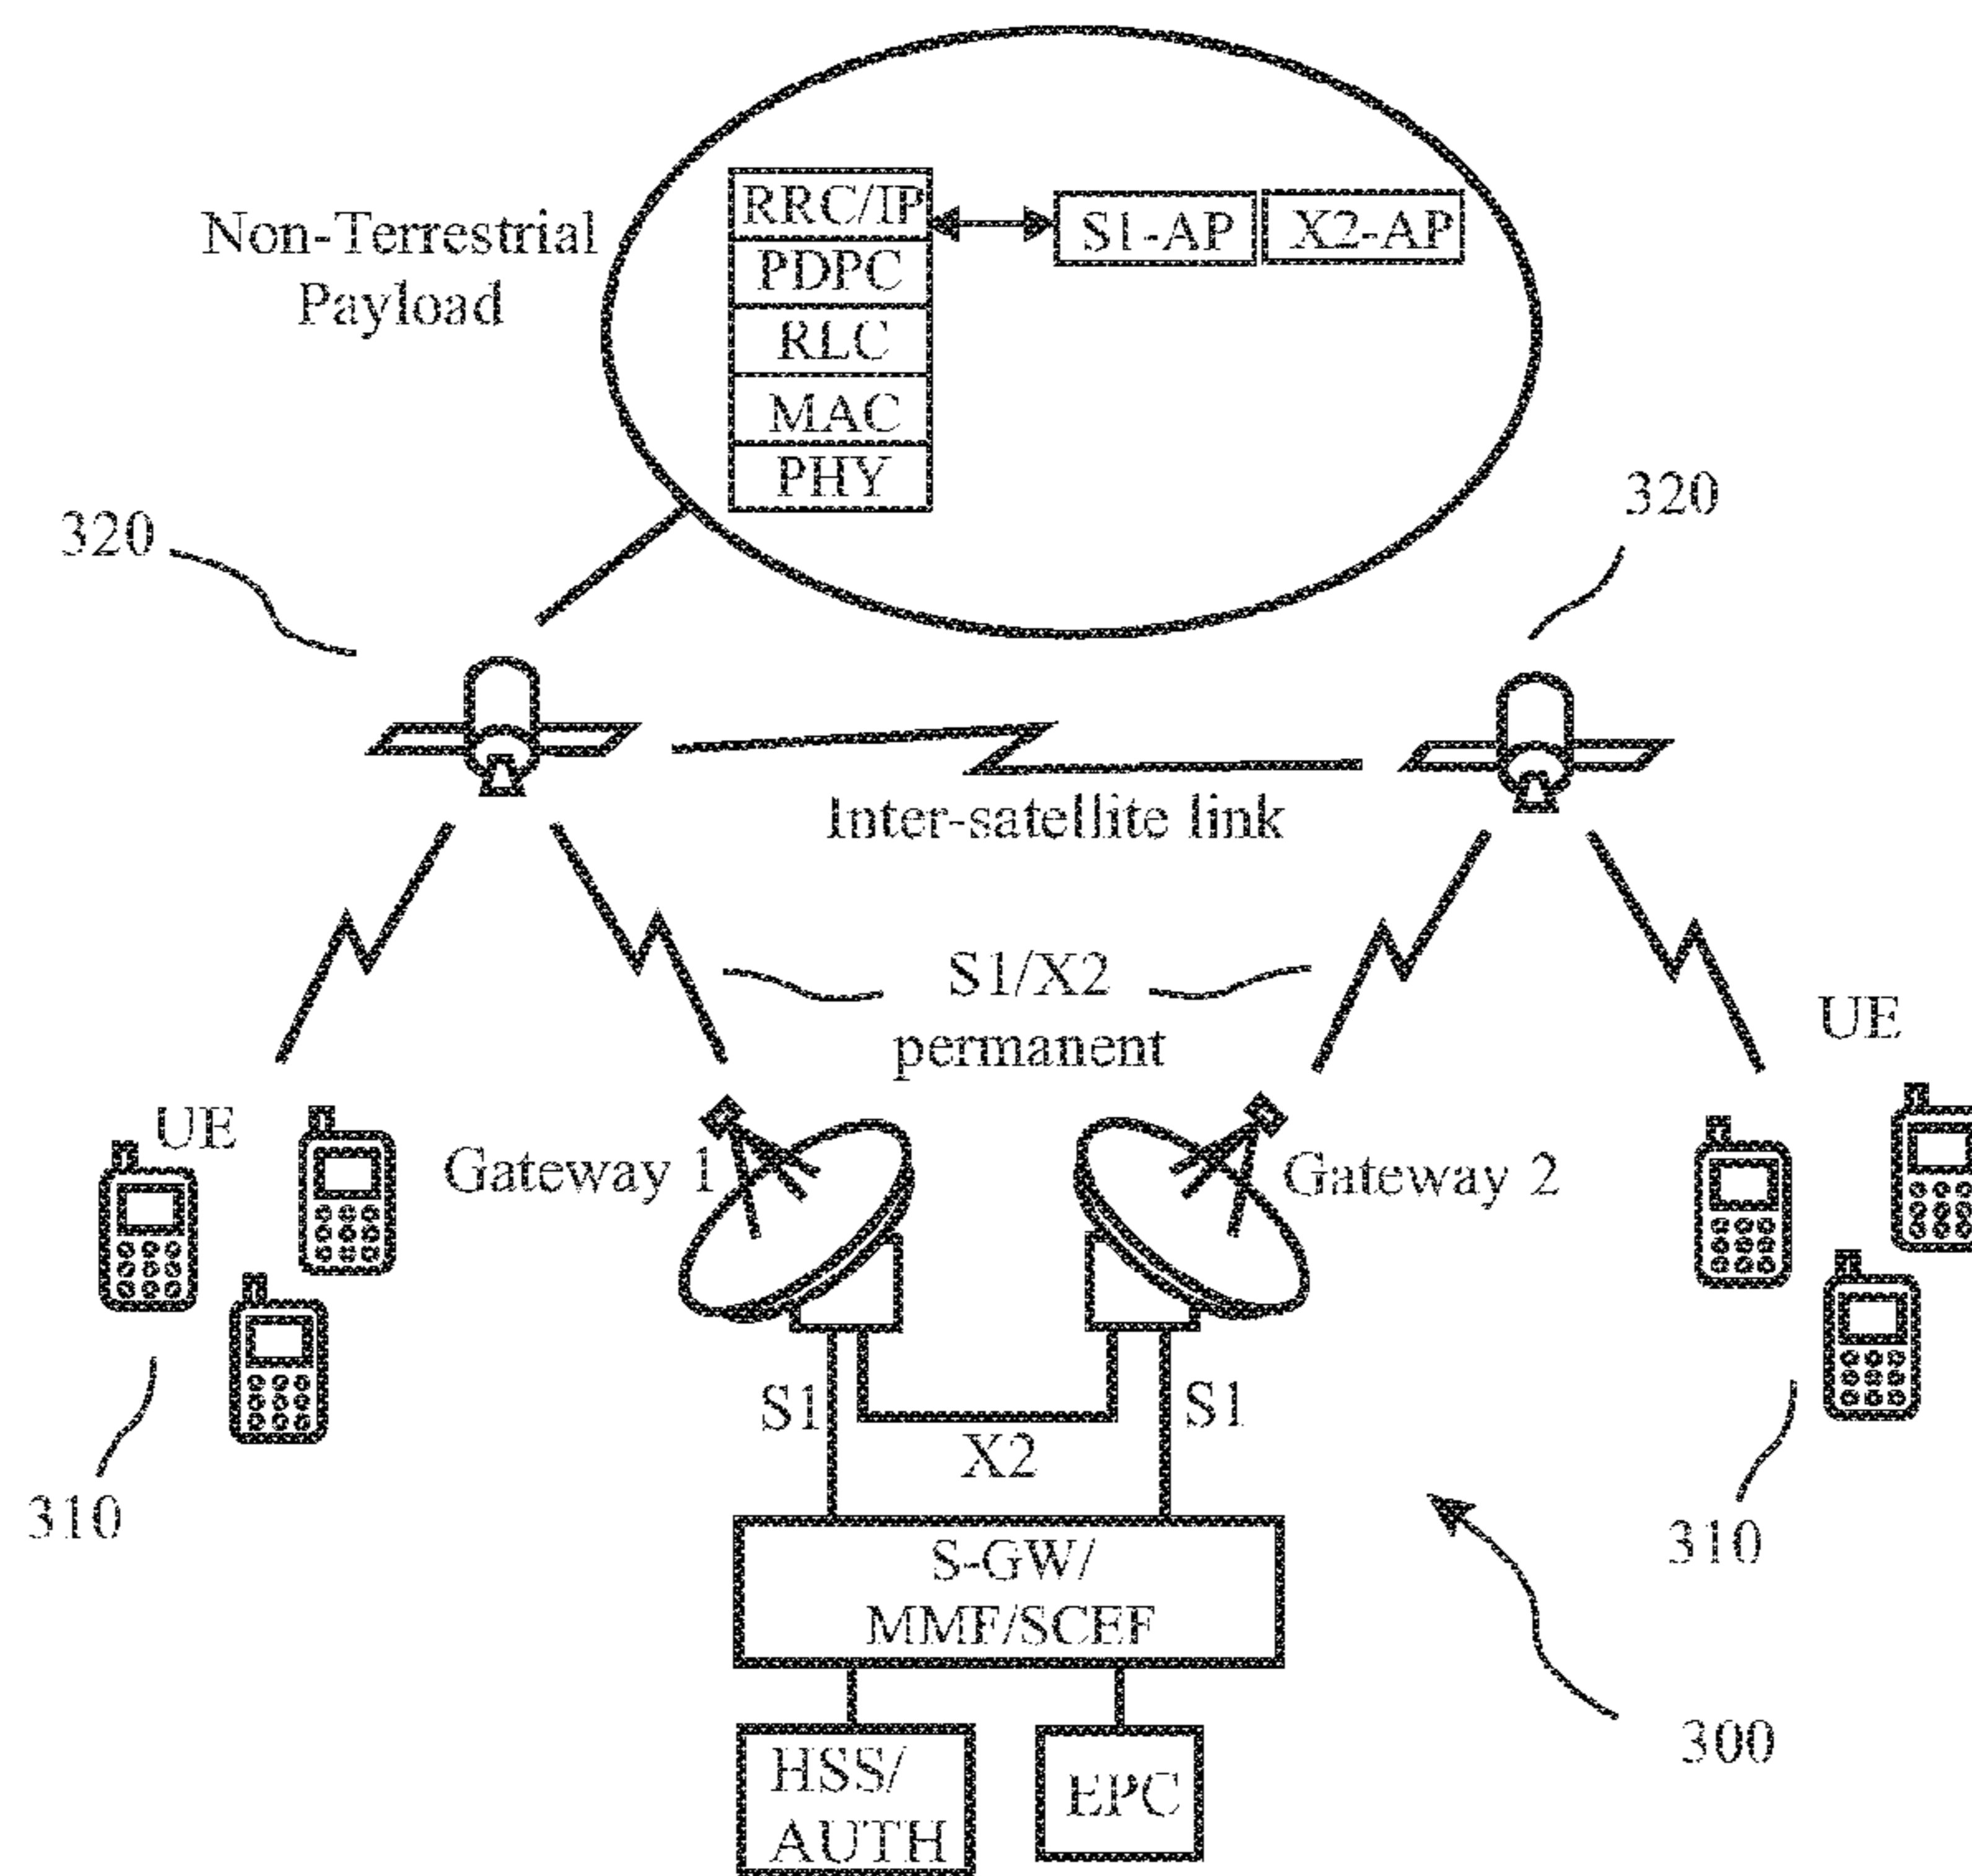 Non-Terrestrial
Payload
RRC/IP
PDPC
RLC
MAC
PHY
S1-AP
X2-AP
320
320
Inter-satellite link
S1/X2
permanent
UE
UE
Gateway 1
Gateway 2
S1
S1
X2
310
310
S-GW/
MMF/SCEF
HSS/
AUTH
EPC
300